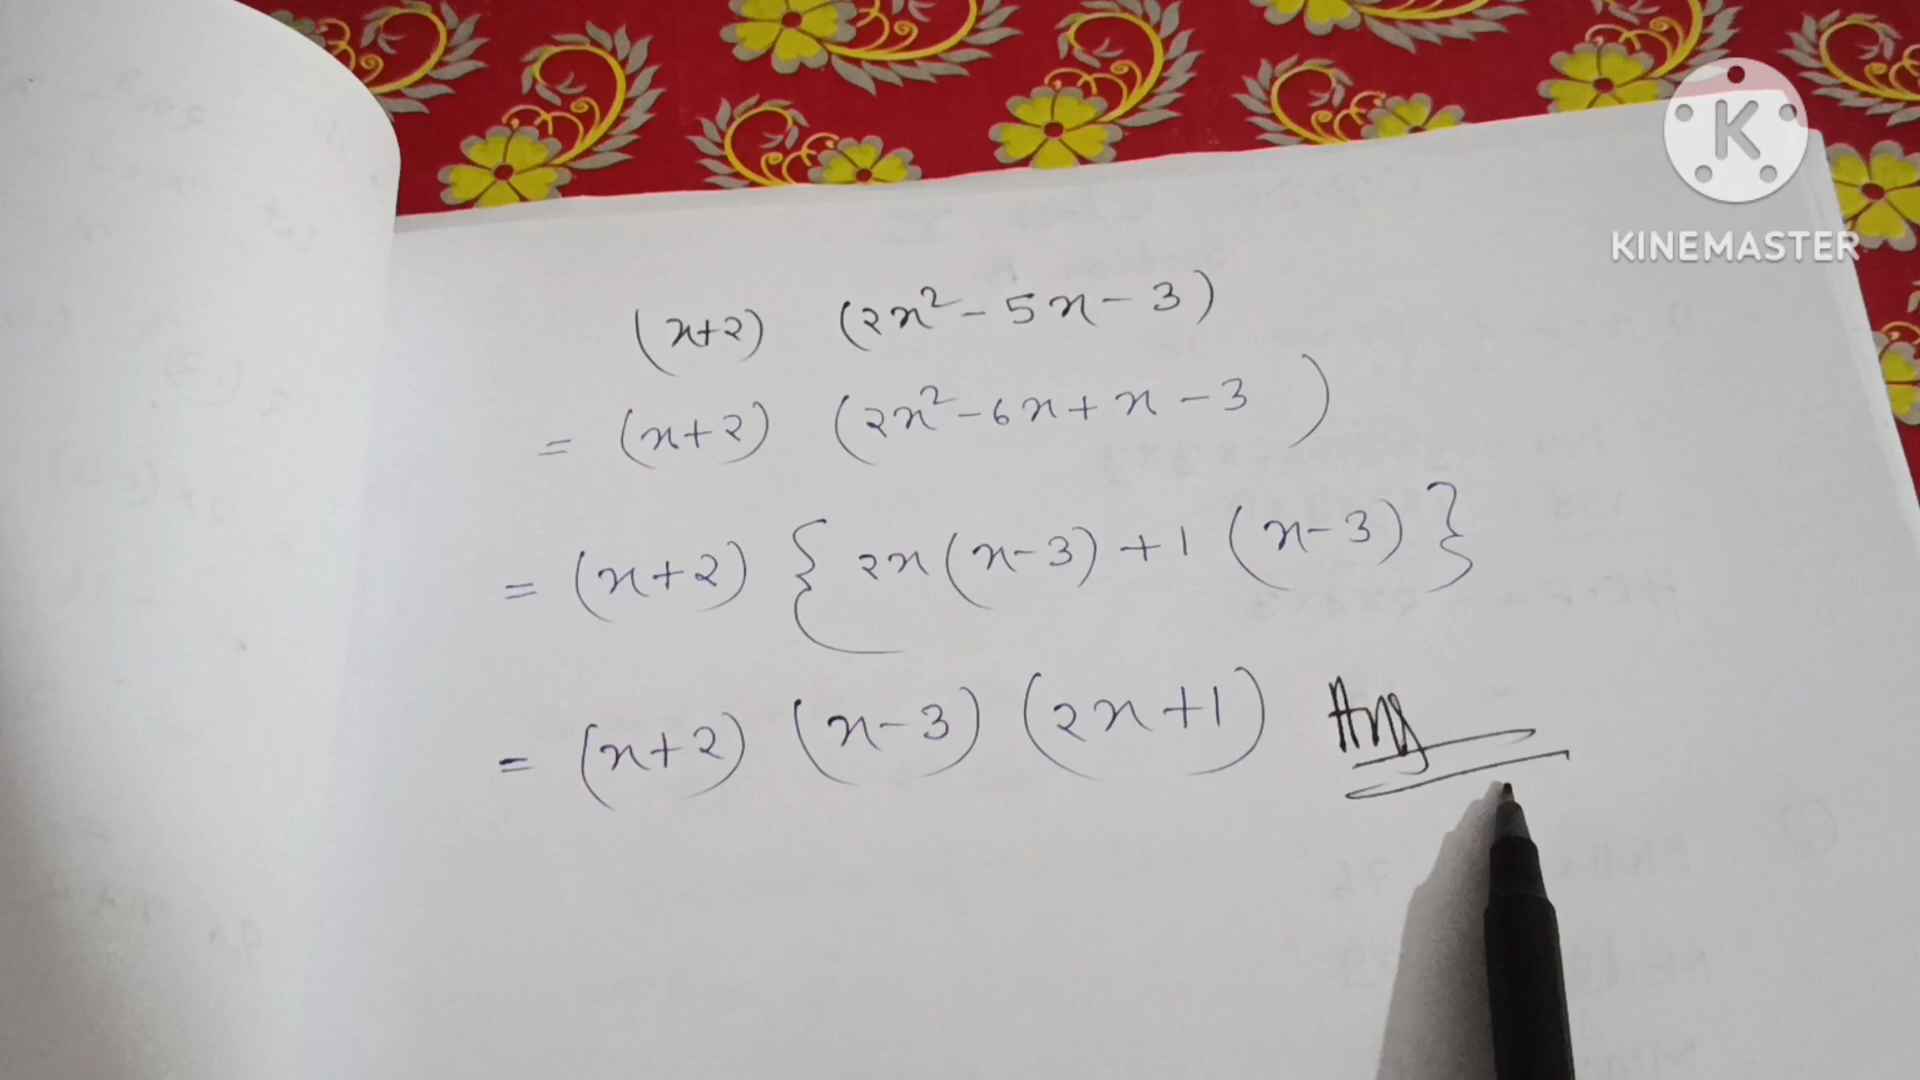 K
KINEMASTER
(x+2) (2x²-5x-3)
= (x+2) (2x²-6x+x-3)
= (x+2) {2x(x-3)+1(x-3)}
= (x+2) (x-3) (2x+1) Ans